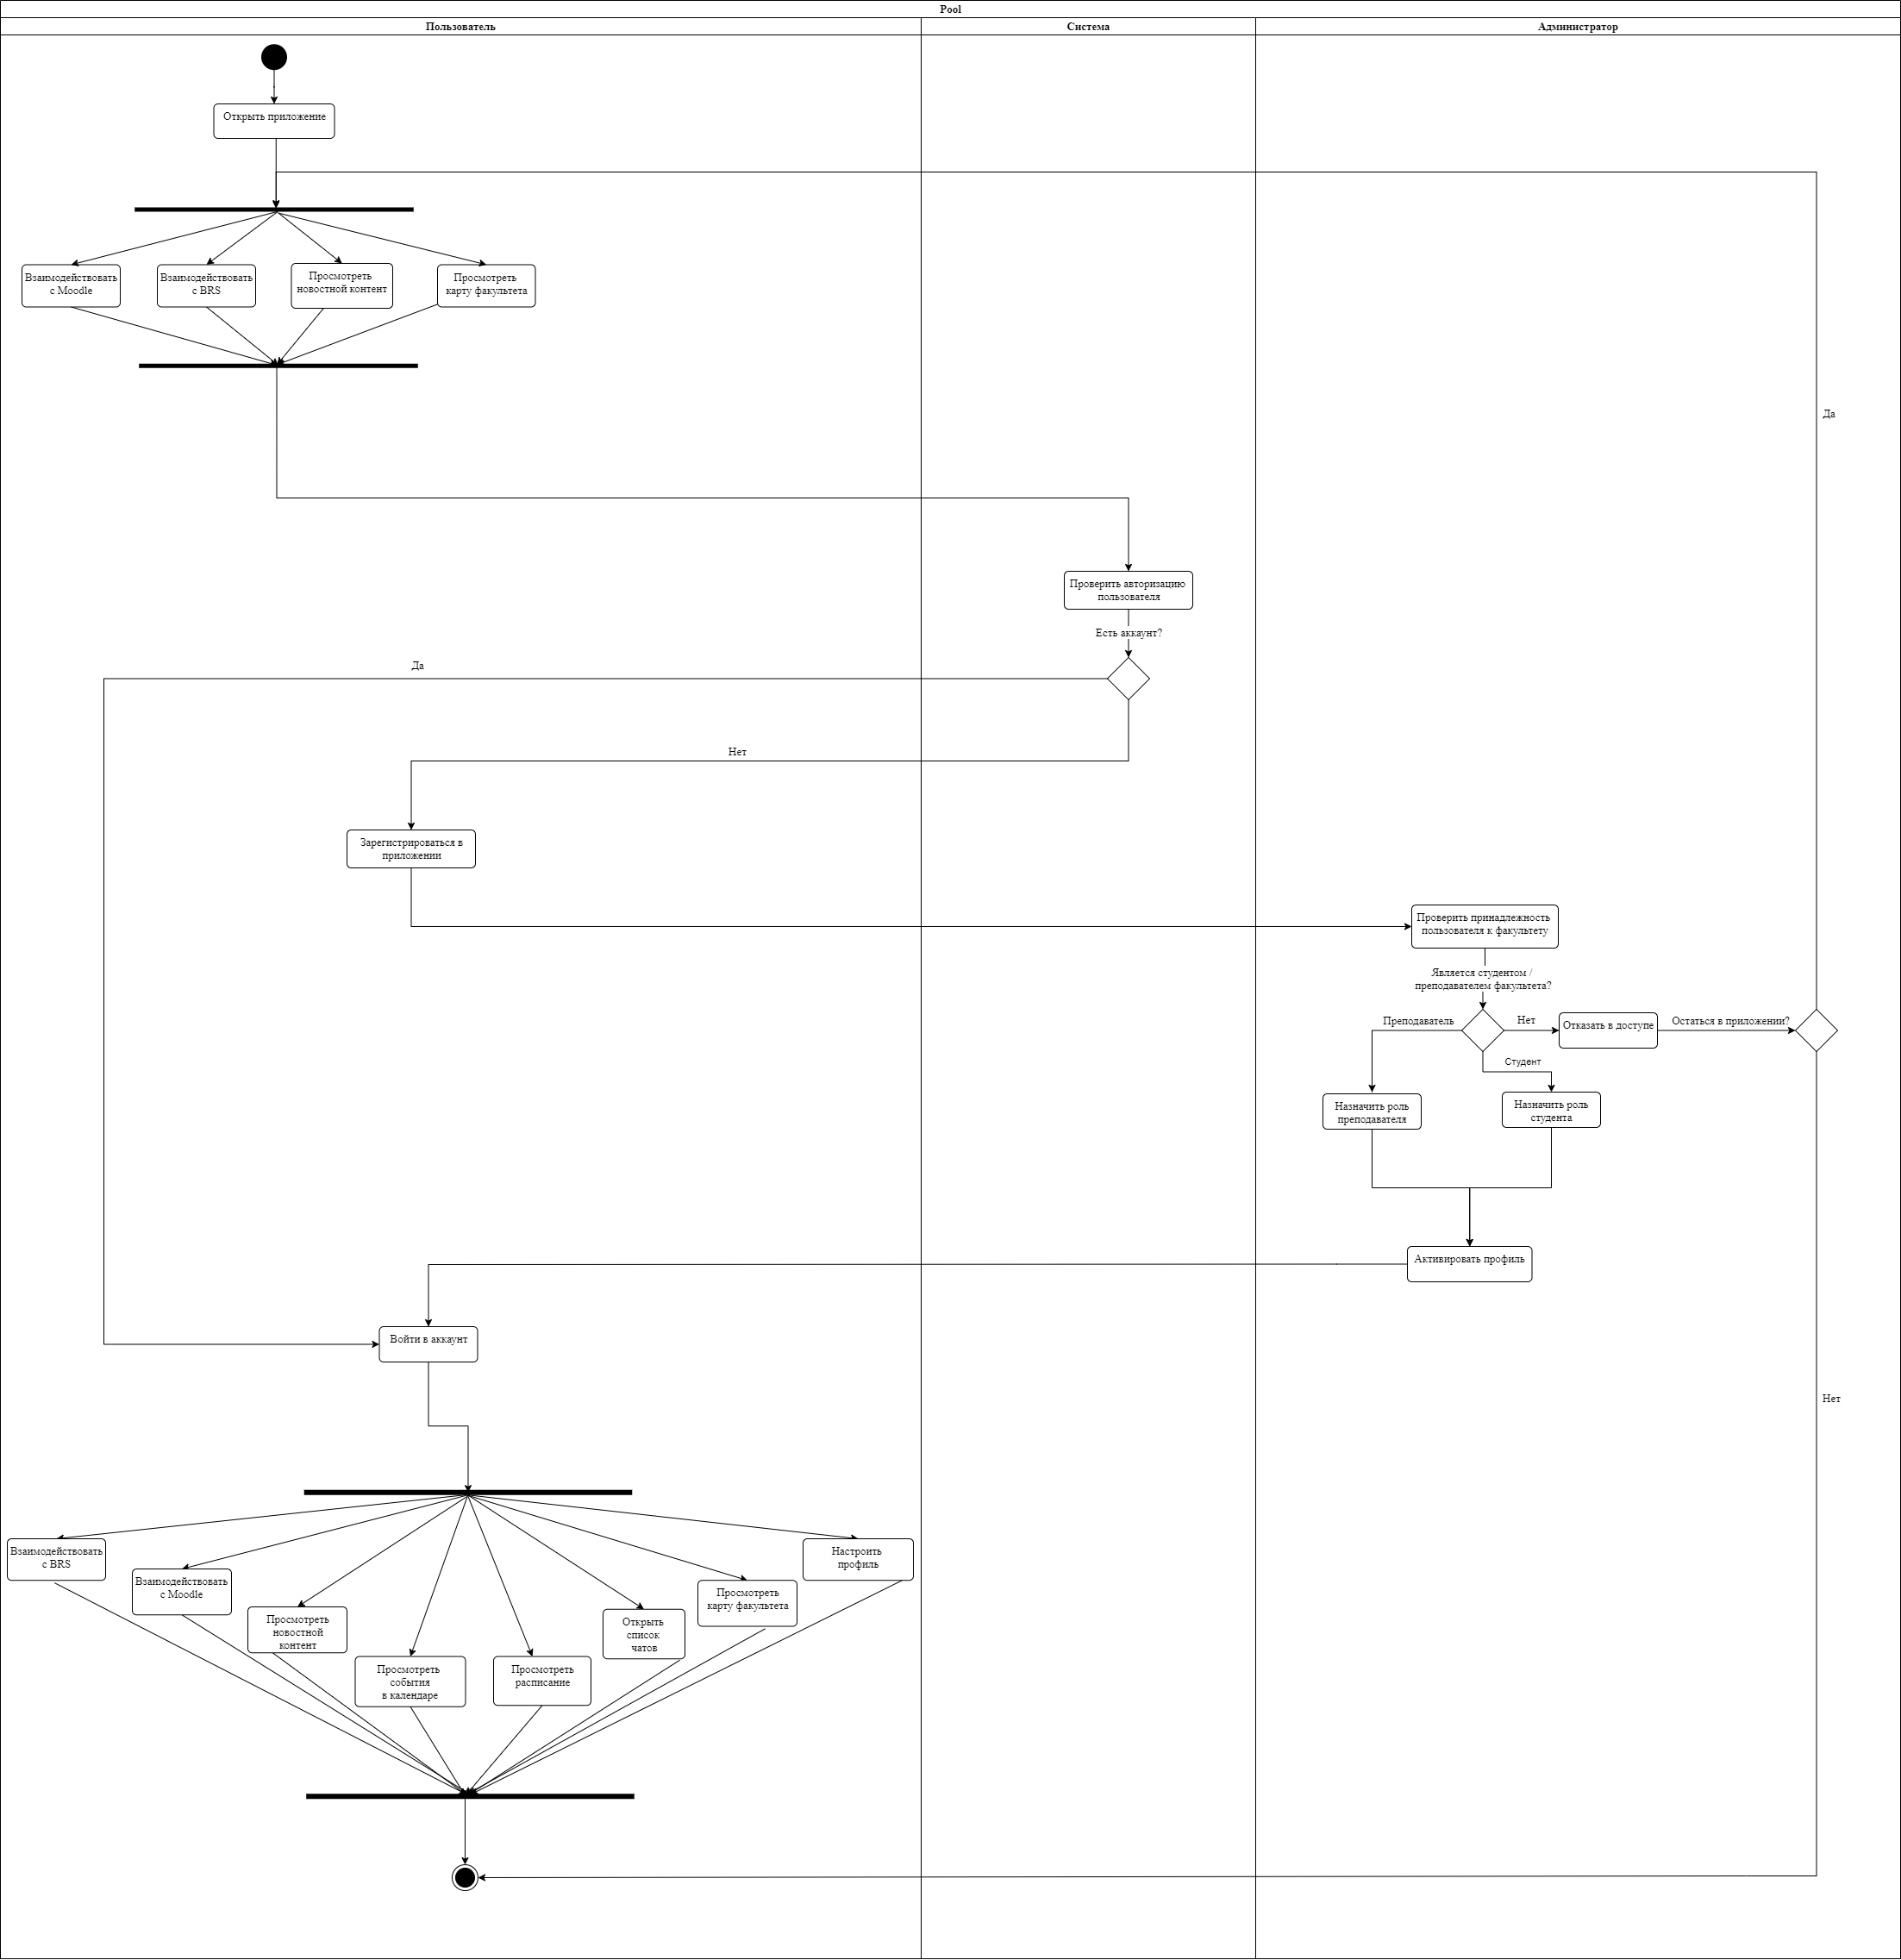 Pool
Пользователь
Система
Администратор
Открыть приложение
Взаимодействовать
с Moodle
Взаимодействовать
с BRS
Просмотреть
новостной контент
Просмотреть
карту факультета
Да
Проверить авторизацию
пользователя
Есть аккаунт?
Да
Нет
Зарегистрироваться в
приложении
Проверить принадлежность
пользователя к факультету
Является студентом /
преподавателем факультета?
Преподаватель
Нет
Отказать в доступе
Остаться в приложении?
Студент
Назначить роль
преподавателя
Назначить роль
студента
Активировать профиль
Войти в аккаунт
Нет
Взаимодействовать
с BRS
Взаимодействовать
с Moodle
Просмотреть
новостной
контент
Просмотреть
события
в календаре
Просмотреть
расписание
Открыть
список
чатов
Просмотреть
карту факультета
Настроить
профиль